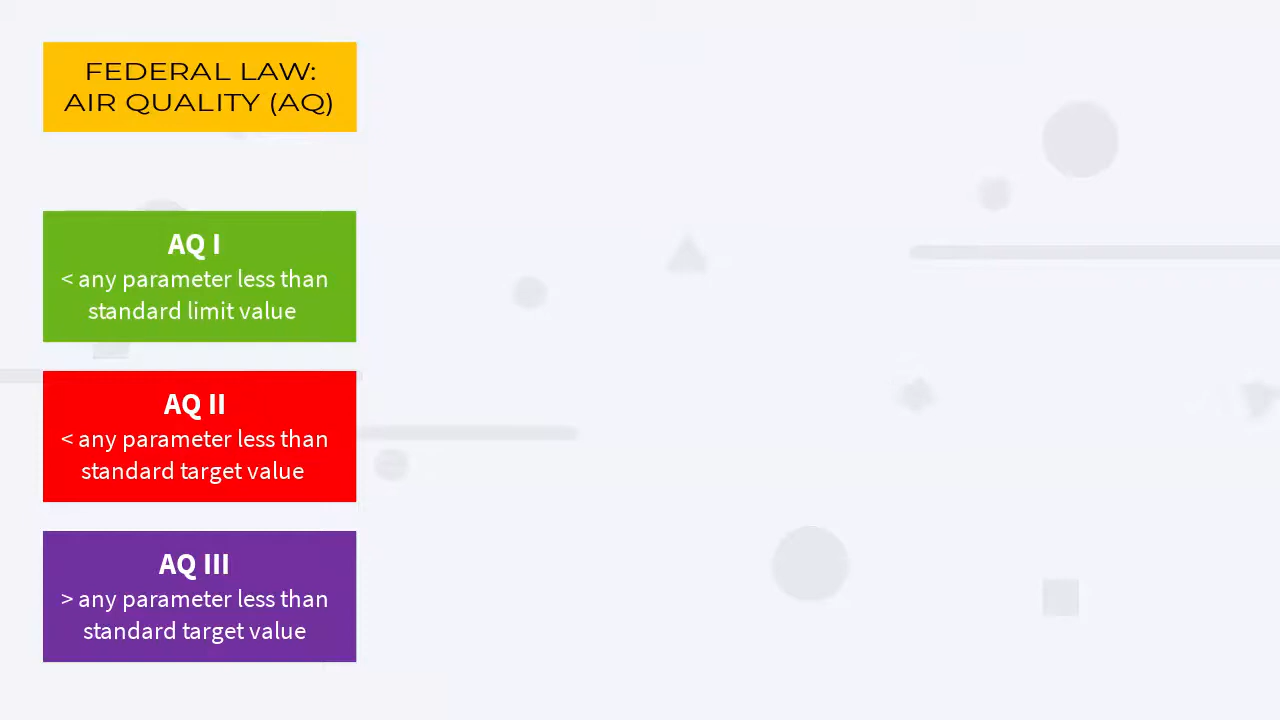 FEDERAL LAW:
AIR QUALITY (AQ)
AQ I
< any parameter less than
standard limit value
AQ II
< any parameter less than
standard target value
AQ III
> any parameter less than
standard target value